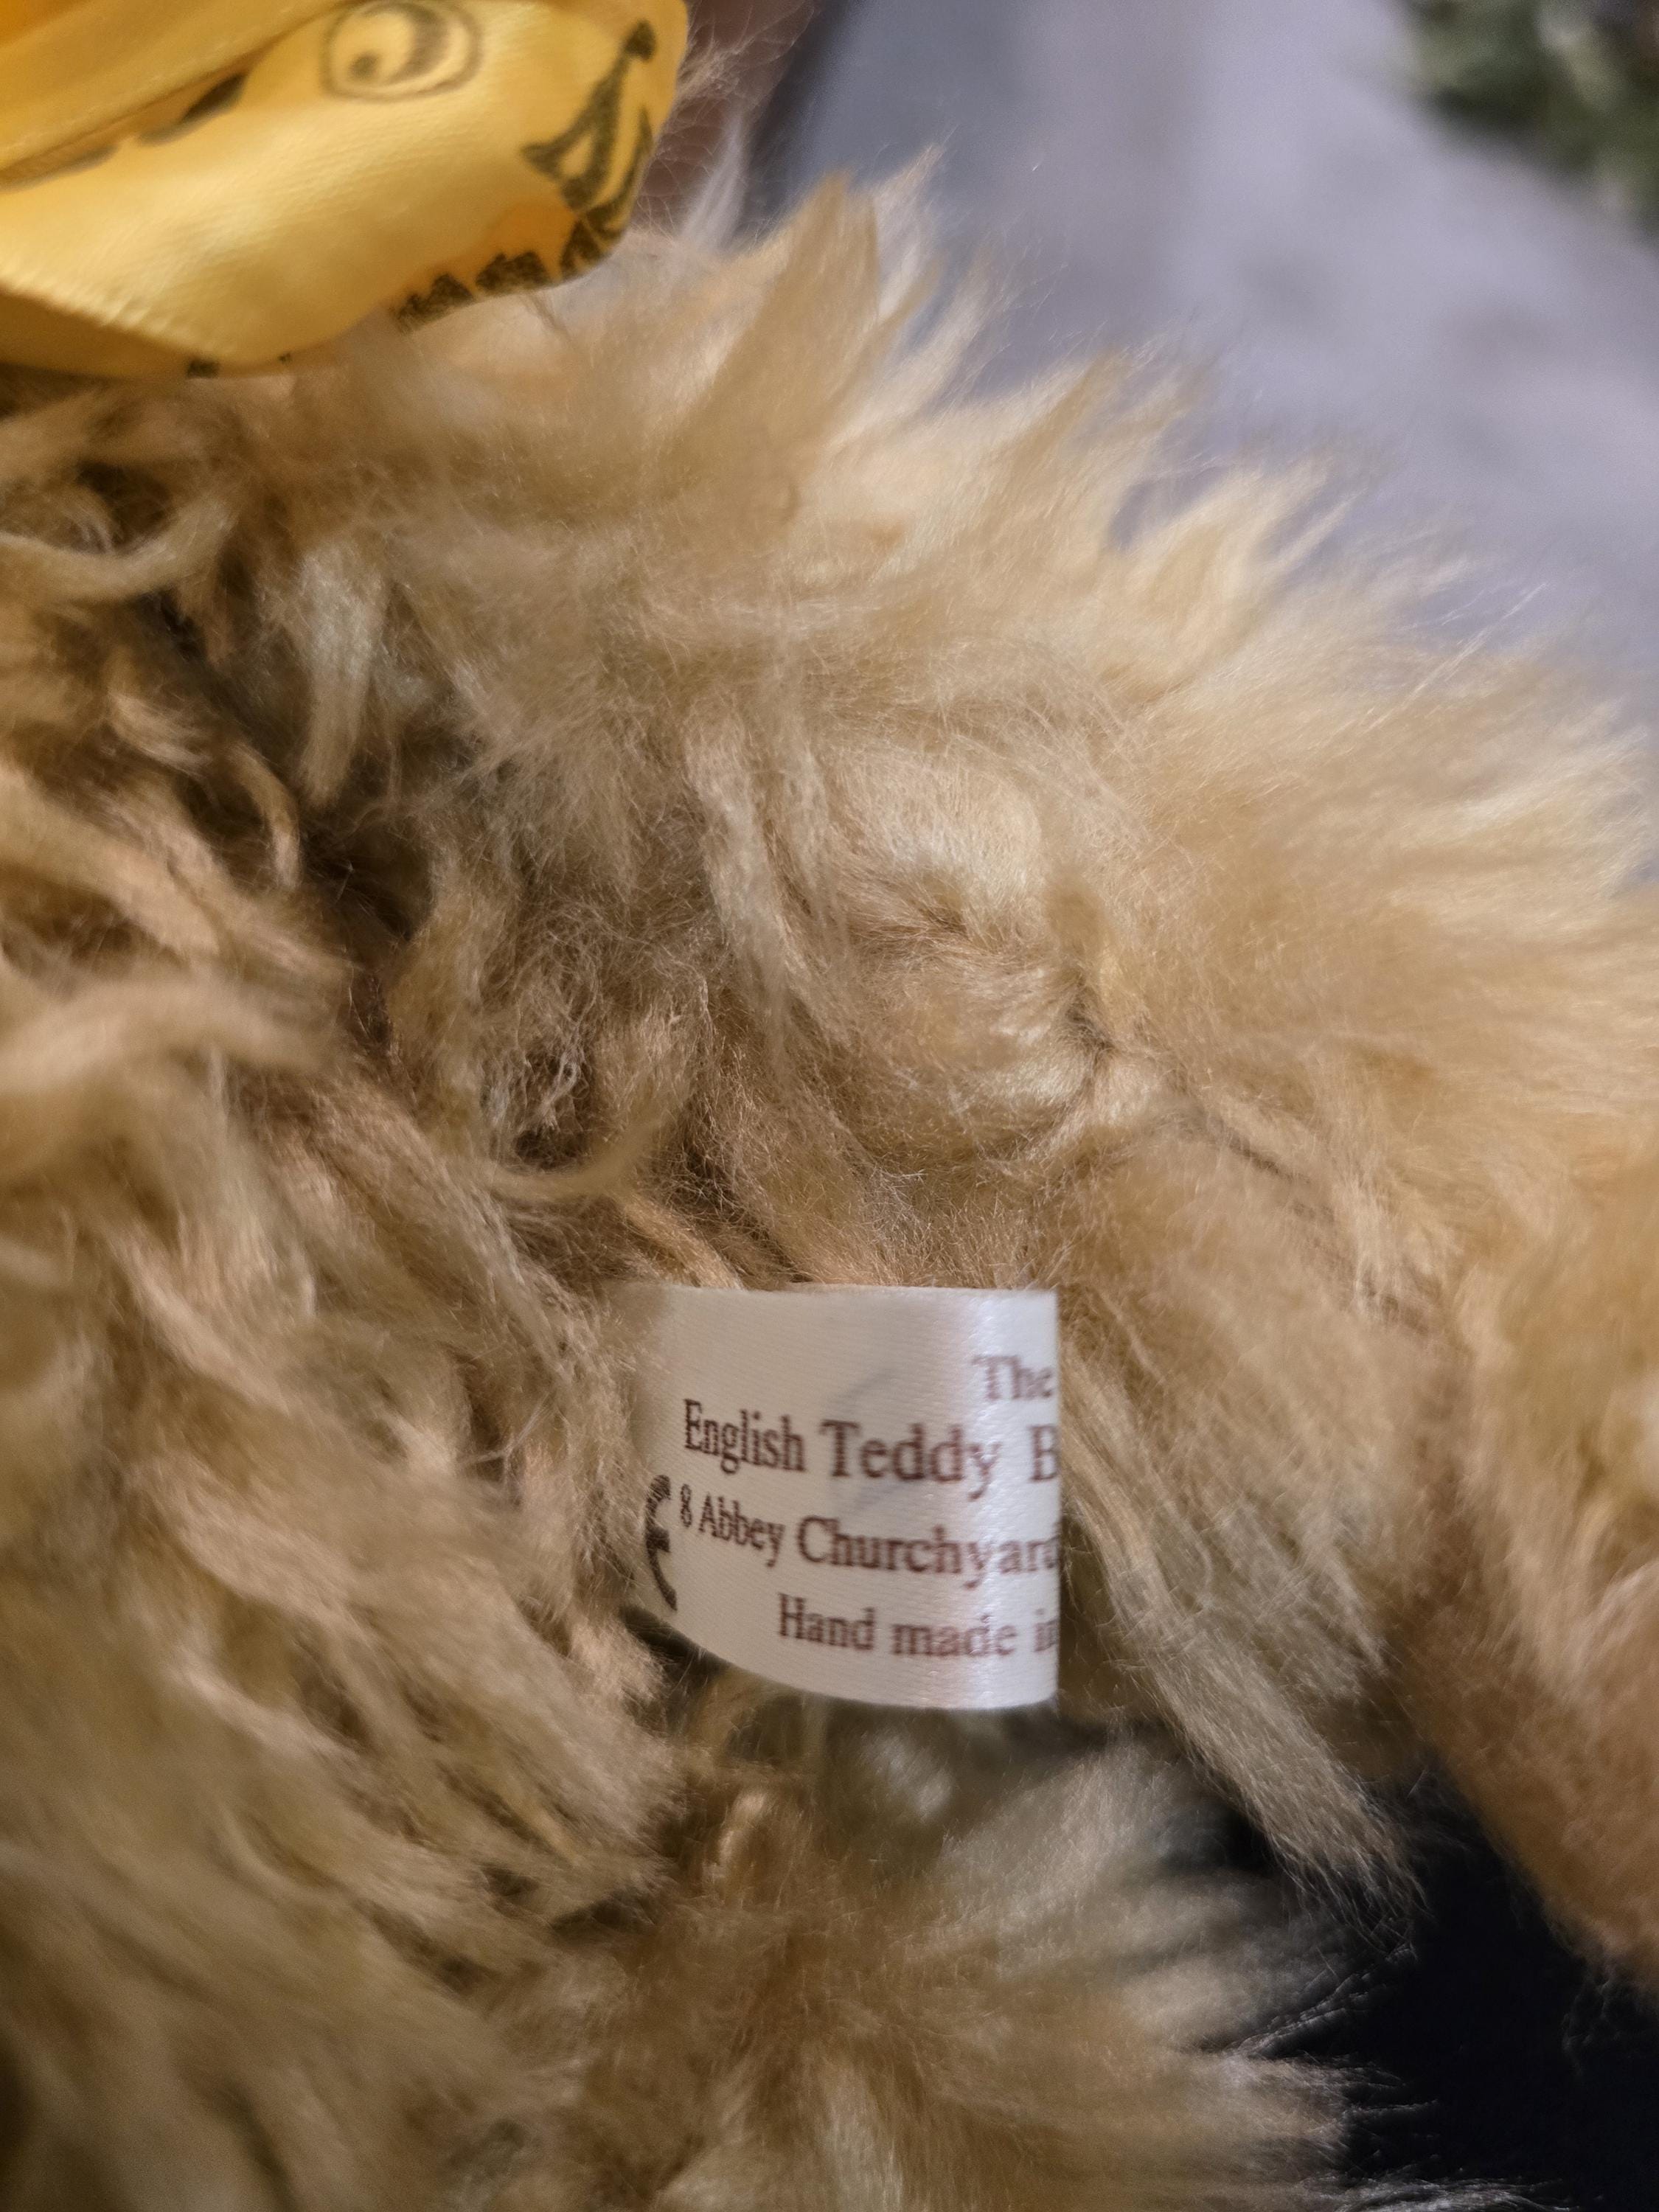 The
English Teddy B
8 Abbey Churchyard
Hand made in